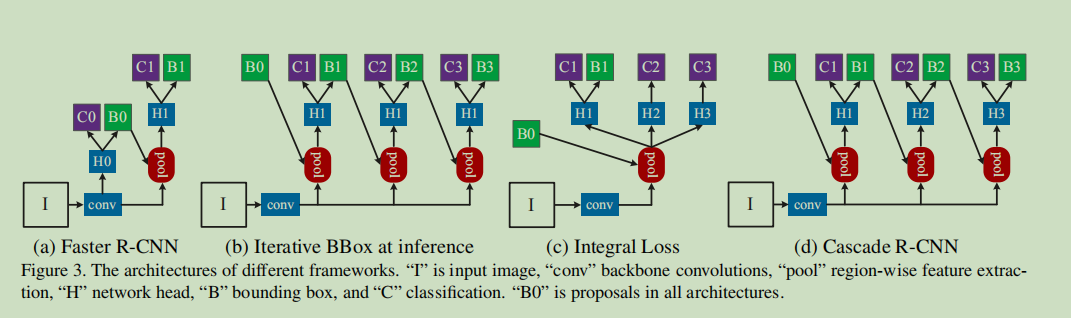 C1 B1 B0 C1 B1 C2 B2 C3 B3 C1 B1 C2 C3 B0 C1 B1 C2 B2 C3 B3
C0 B0 H1 H1 H1 H1 H1 H2 H3 H1 H2 H3
B0
H0 pool pool pool pool pool pool pool pool
I conv I conv I conv I conv
(a) Faster R-CNN (b) Iterative BBox at inference (c) Integral Loss (d) Cascade R-CNN
Figure 3. The architectures of different frameworks. “I” is input image, “conv” backbone convolutions, “pool” region-wise feature extrac-
tion, “H” network head, “B” bounding box, and “C” classification. “B0” is proposals in all architectures.